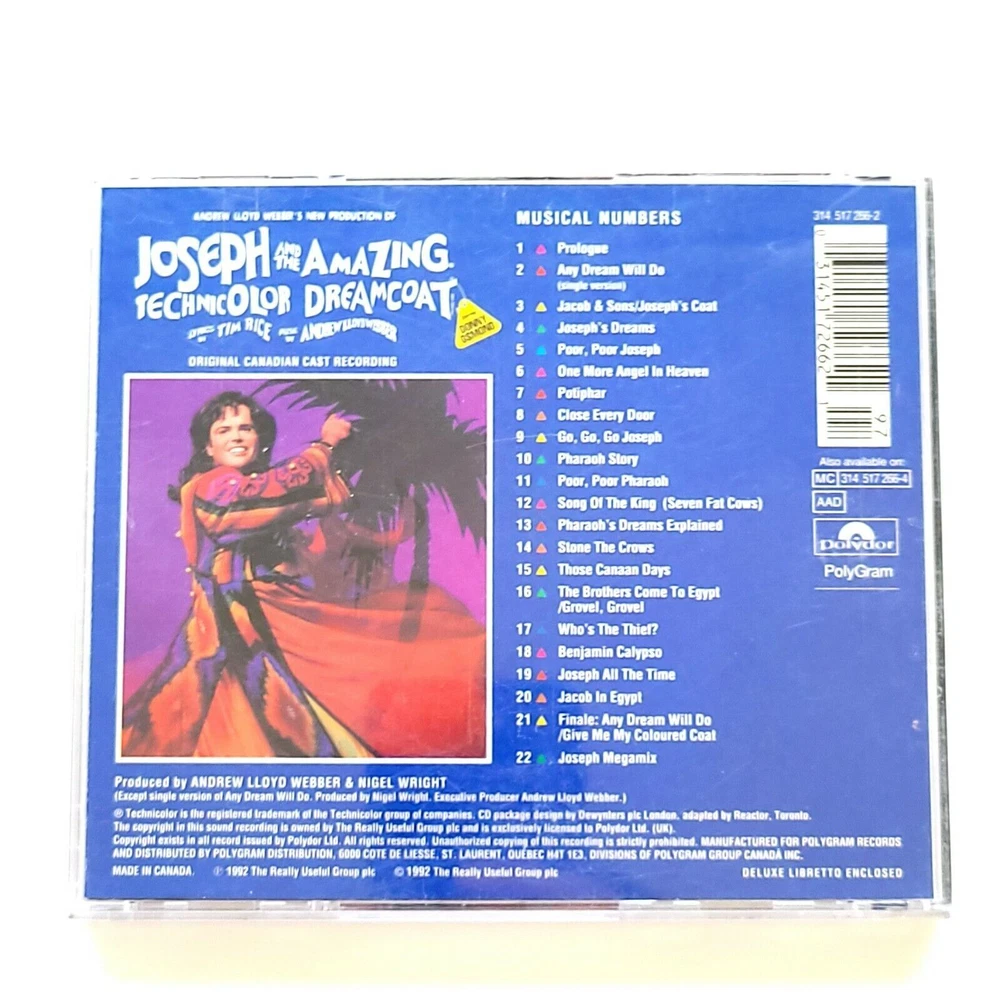 ANDREW LLOYD WEBBER'S NEW PRODUCTION OF
JOSEPH AND THE AMAZING
TECHNICOLOR DREAMCOAT
LYRICS BY TIM RICE MUSIC BY ANDREW LLOYD WEBBER
DONNY
OSMOND
ORIGINAL CANADIAN CAST RECORDING
MUSICAL NUMBERS
1 Prologue
2 Any Dream Will Do
(single version)
3 Jacob & Sons/Joseph's Coat
4 Joseph's Dreams
5 Poor, Poor Joseph
6 One More Angel In Heaven
7 Potiphar
8 Close Every Door
9 Go, Go, Go Joseph
10 Pharaoh Story
11 Poor, Poor Pharaoh
12 Song Of The King (Seven Fat Cows)
13 Pharaoh's Dreams Explained
14 Stone The Crows
15 Those Canaan Days
16 The Brothers Come To Egypt
/Grovel, Grovel
17 Who's The Thief?
18 Benjamin Calypso
19 Joseph All The Time
20 Jacob In Egypt
21 Finale: Any Dream Will Do
/Give Me My Coloured Coat
22 Joseph Megamix
314 517 266-2
0 31451 72662 1
97
Also available on:
MC 314 517 266-4
AAD
Polydor
PolyGram
Produced by ANDREW LLOYD WEBBER & NIGEL WRIGHT
(Except single version of Any Dream Will Do. Produced by Nigel Wright. Executive Producer Andrew Lloyd Webber.)
® Technicolor is the registered trademark of the Technicolor group of companies. CD package design by Dewynters plc London. adapted by Reactor, Toronto.
The copyright in this sound recording is owned by The Really Useful Group plc and is exclusively licensed to Polydor Ltd. (UK).
Copyright exists in all record issued by Polydor Ltd. All rights reserved. Unauthorized copying of this recording is strictly prohibited. MANUFACTURED FOR POLYGRAM RECORDS
AND DISTRIBUTED BY POLYGRAM DISTRIBUTION, 6000 COTE DE LIESSE, ST. LAURENT, QUÉBEC H4T 1E3, DIVISIONS OF POLYGRAM GROUP CANADA INC.
MADE IN CANADA. ℗ 1992 The Really Useful Group plc © 1992 The Really Useful Group plc
DELUXE LIBRETTO ENCLOSED